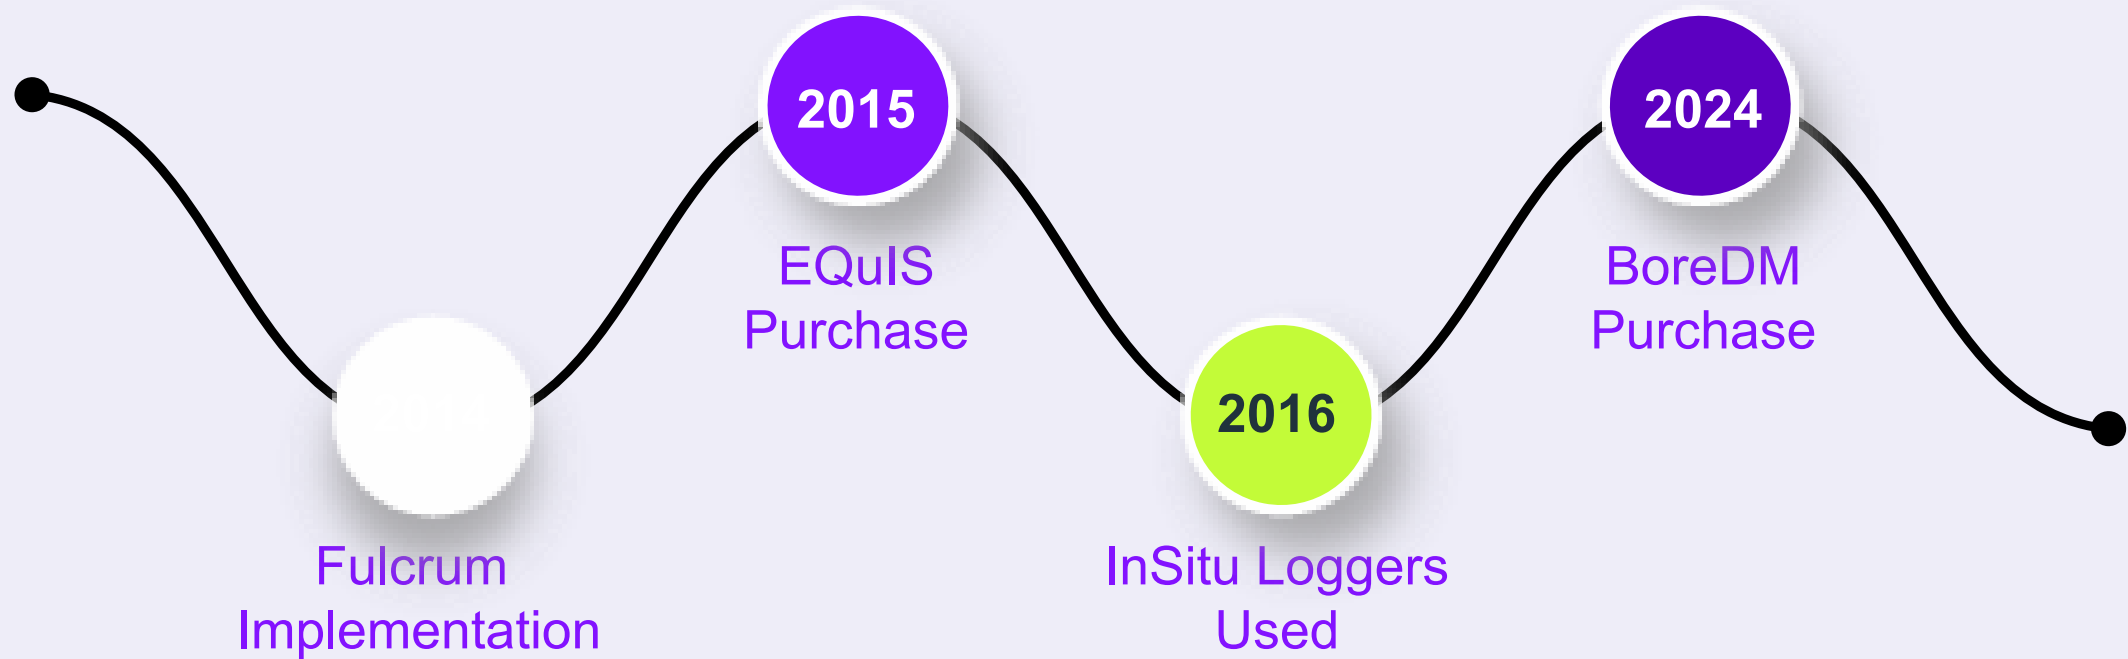 Fulcrum
Implementation
2015
EQuIS
Purchase
2016
InSitu Loggers
Used
2024
BoreDM
Purchase